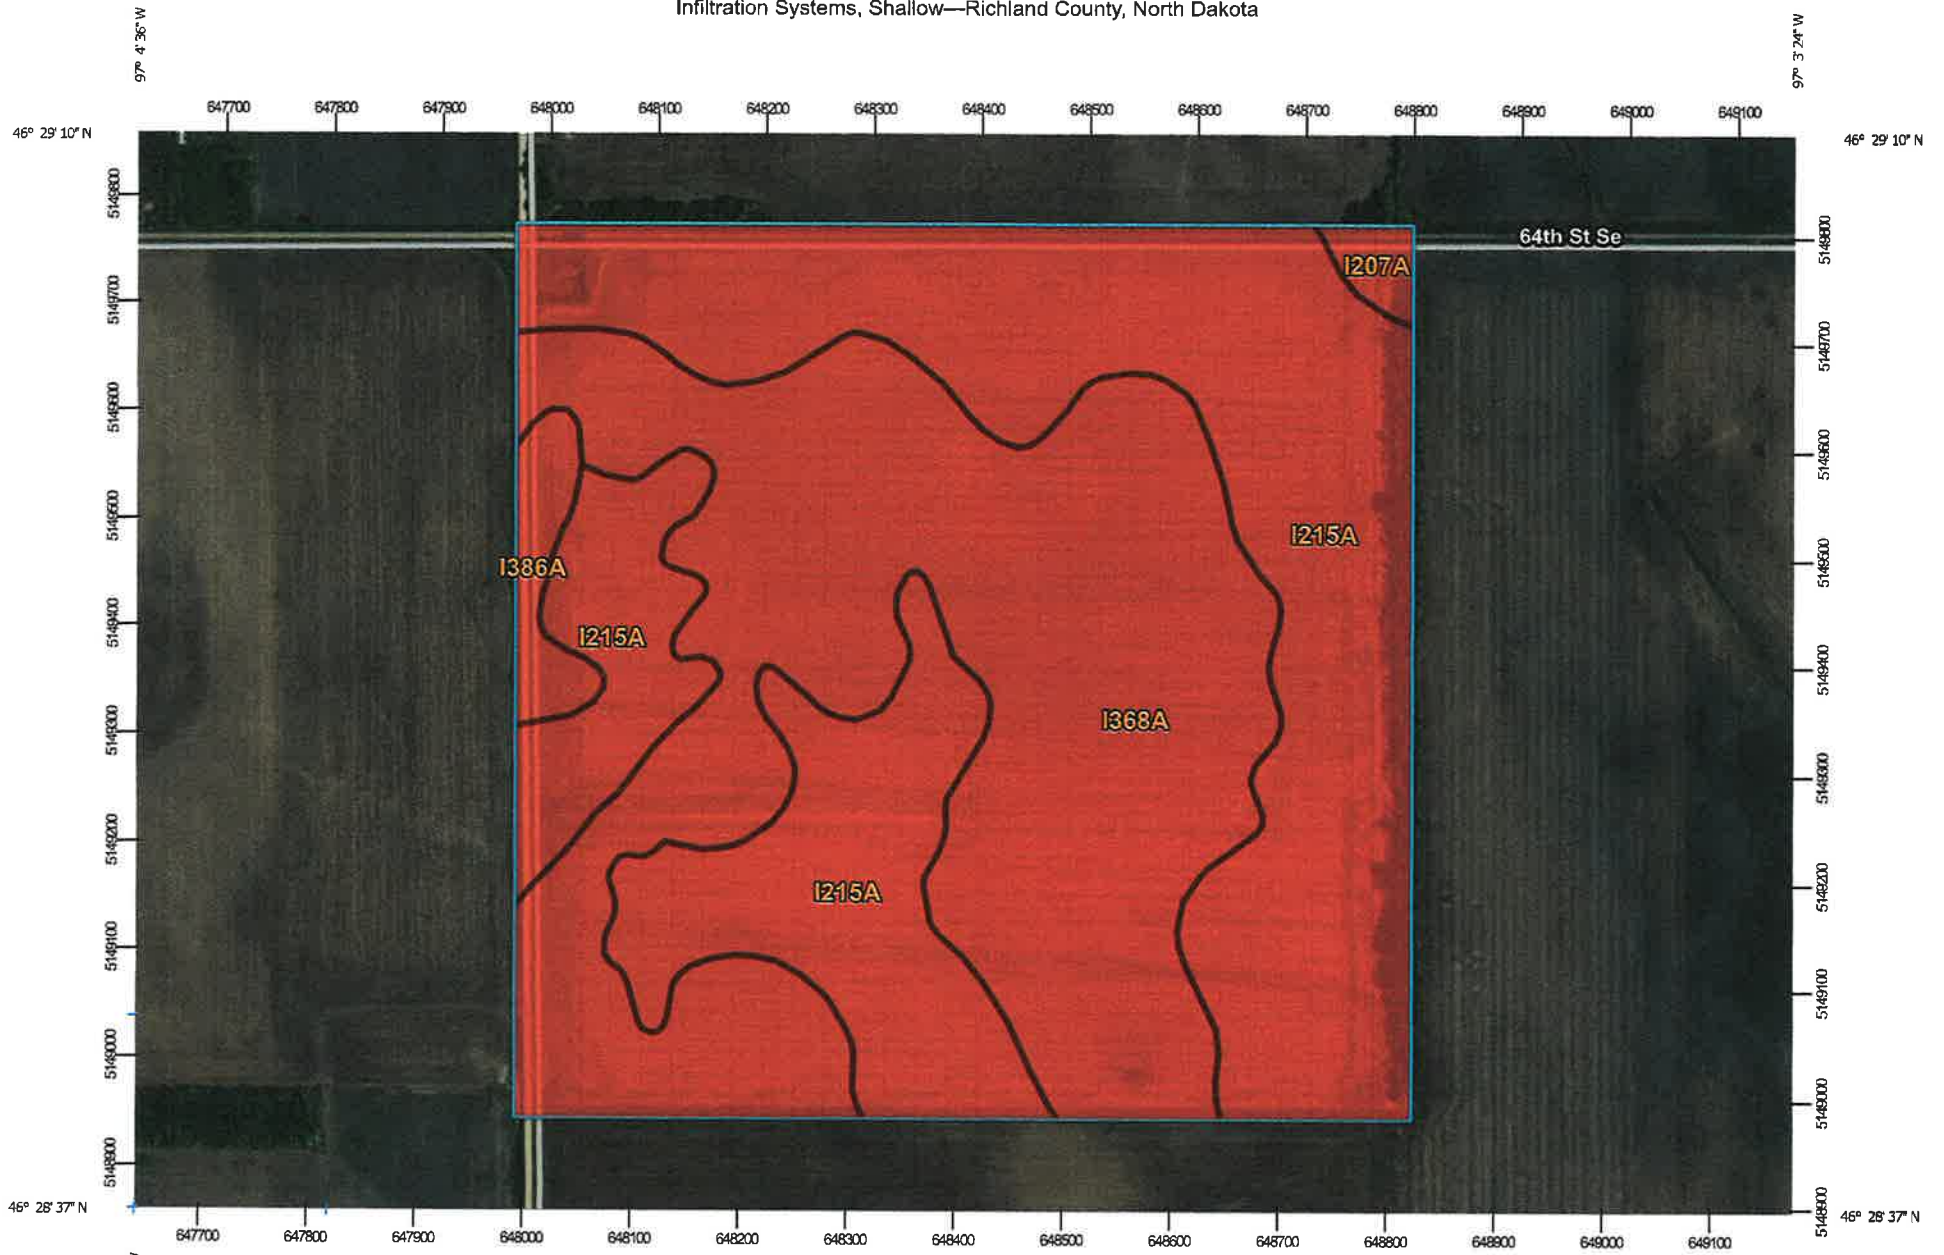 Infiltration Systems, Shallow—Richland County, North Dakota
97° 4' 36" W
97° 3' 24" W
647700 647800 647900 648000 648100 648200 648300 648400 648500 648600 648700 648800 648900 649000 649100
46° 29' 10" N
46° 29' 10" N
5149800
64th St Se
5149800
I207A
5149700
5149700
5149600
5149600
5149500
I215A
5149500
I386A
5149400
I215A
5149400
5149300
I368A
5149300
5149200
I215A
5149200
5149100
5149100
5149000
5149000
5148900
5148900
46° 28' 37" N
46° 28' 37" N
647700 647800 647900 648000 648100 648200 648300 648400 648500 648600 648700 648800 648900 649000 649100